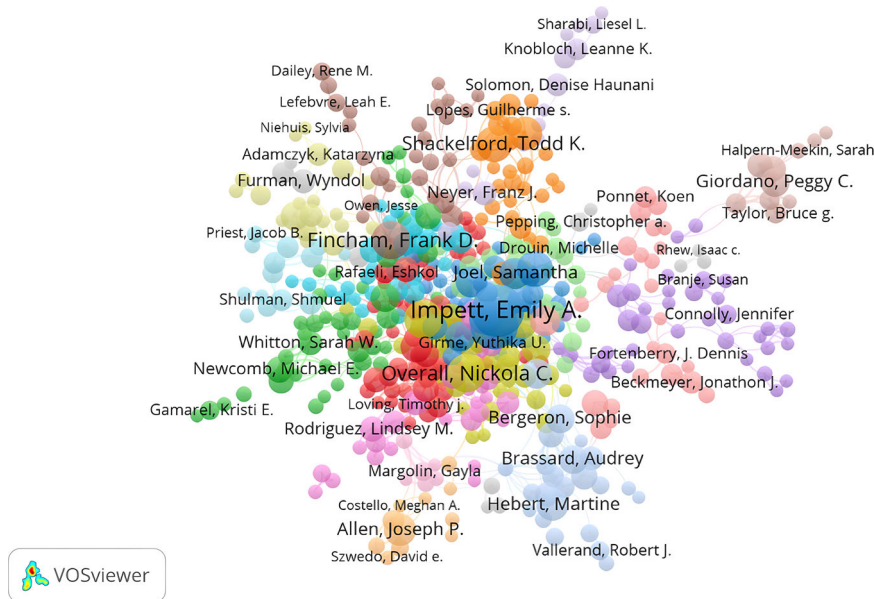 Sharabi, Liesel L.
Knobloch, Leanne K.
Dailey, Rene M.
Solomon, Denise Haunani
Lefebvre, Leah E.
Lopes, Guilherme s.
Niehuis, Sylvia
Shackelford, Todd K.
Adamczyk, Katarzyna
Halpern-Meekin, Sarah
Furman, Wyndol
Giordano, Peggy C.
Neyer, Franz J.
Ponnet, Koen
Owen, Jesse
Taylor, Bruce g.
Pepping, Christopher a.
Priest, Jacob B.
Fincham, Frank D.
Drouin, Michelle
Rhew, Isaac c.
Rafaeli, Eshkol
Joel, Samantha
Branje, Susan
Shulman, Shmuel
Impett, Emily A.
Connolly, Jennifer
Whitton, Sarah W.
Girme, Yuthika U.
Fortenberry, J. Dennis
Newcomb, Michael E.
Overall, Nickola C.
Beckmeyer, Jonathon J.
Gamarel, Kristi E.
Loving, Timothy j.
Bergeron, Sophie
Rodriguez, Lindsey M.
Brassard, Audrey
Margolin, Gayla
Costello, Meghan A.
Hebert, Martine
Allen, Joseph P.
Vallerand, Robert J.
Szwedo, David e.
VOSviewer